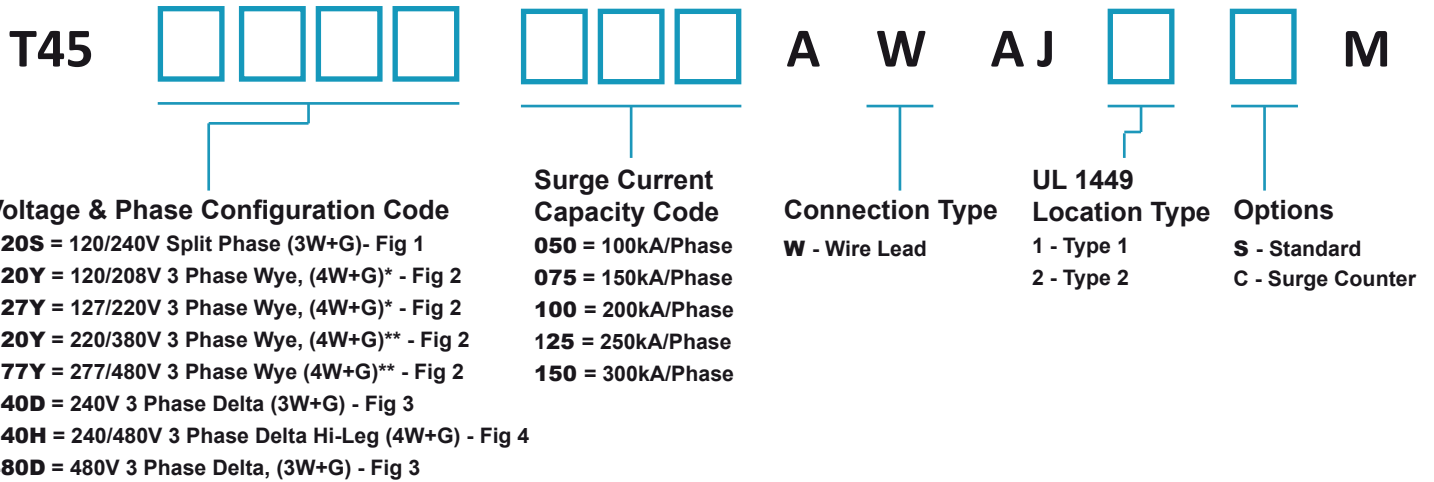 T45 A W A J M
Voltage & Phase Configuration Code
20S = 120/240V Split Phase (3W+G)- Fig 1
20Y = 120/208V 3 Phase Wye, (4W+G)* - Fig 2
27Y = 127/220V 3 Phase Wye, (4W+G)* - Fig 2
20Y = 220/380V 3 Phase Wye, (4W+G)** - Fig 2
77Y = 277/480V 3 Phase Wye (4W+G)** - Fig 2
40D = 240V 3 Phase Delta (3W+G) - Fig 3
40H = 240/480V 3 Phase Delta Hi-Leg (4W+G) - Fig 4
80D = 480V 3 Phase Delta, (3W+G) - Fig 3
Surge Current
Capacity Code
050 = 100kA/Phase
075 = 150kA/Phase
100 = 200kA/Phase
125 = 250kA/Phase
150 = 300kA/Phase
Connection Type
W - Wire Lead
UL 1449
Location Type
1 - Type 1
2 - Type 2
Options
S - Standard
C - Surge Counter